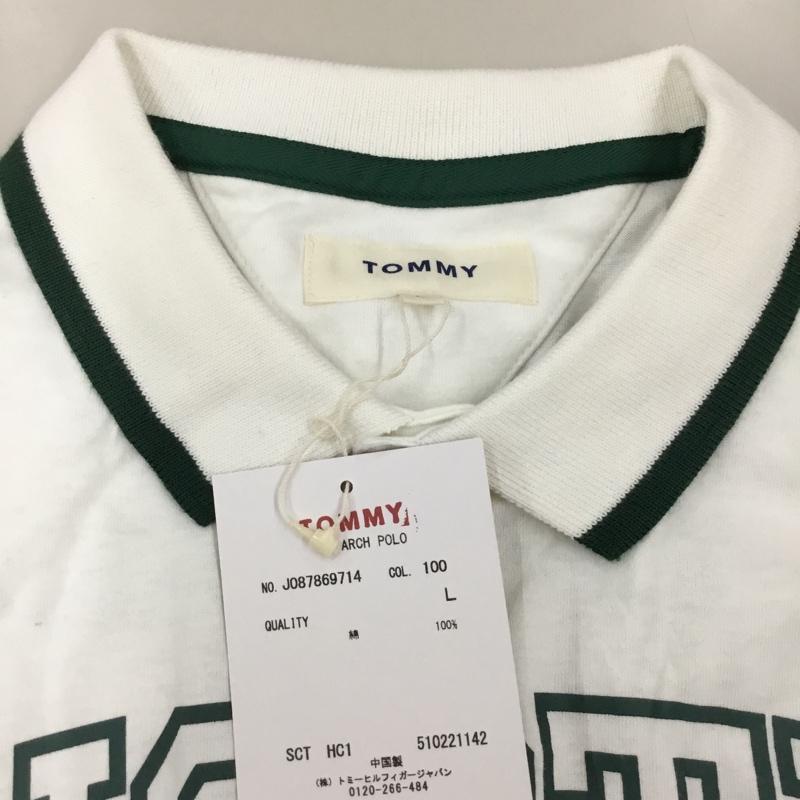 TOMMY
TOMMY
ARCH POLO
NO. J087869714 COL. 100
L
QUALITY
綿 100%
SCT HC1 510221142
中国製
(株) トミーヒルフィガージャパン
0120-266-484